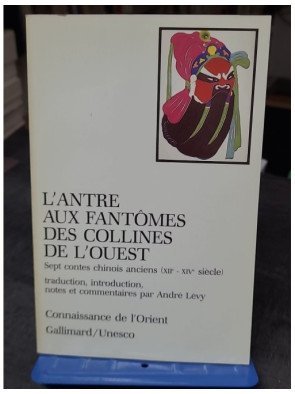 L'ANTRE
AUX FANTÔMES
DES COLLINES
DE L'OUEST
Sept contes chinois anciens (XIIe - XIVe siècle)
traduction, introduction,
notes et commentaires par André Lévy
Connaissance de l'Orient
Gallimard/Unesco